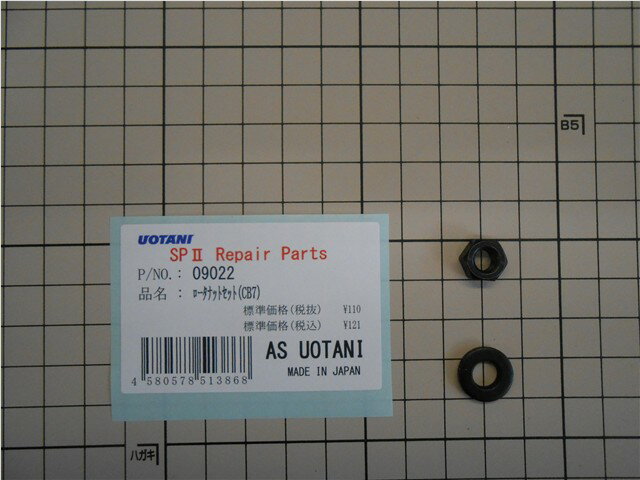 B5
UOTANI
SPⅡ Repair Parts
P/NO.: 09022
品名 : ﾛｰﾀﾅｯﾄｾｯﾄ(CB7)
標準価格(税抜) ¥110
標準価格(税込) ¥121
AS UOTANI
4 580578 513868
MADE IN JAPAN
ハガキ